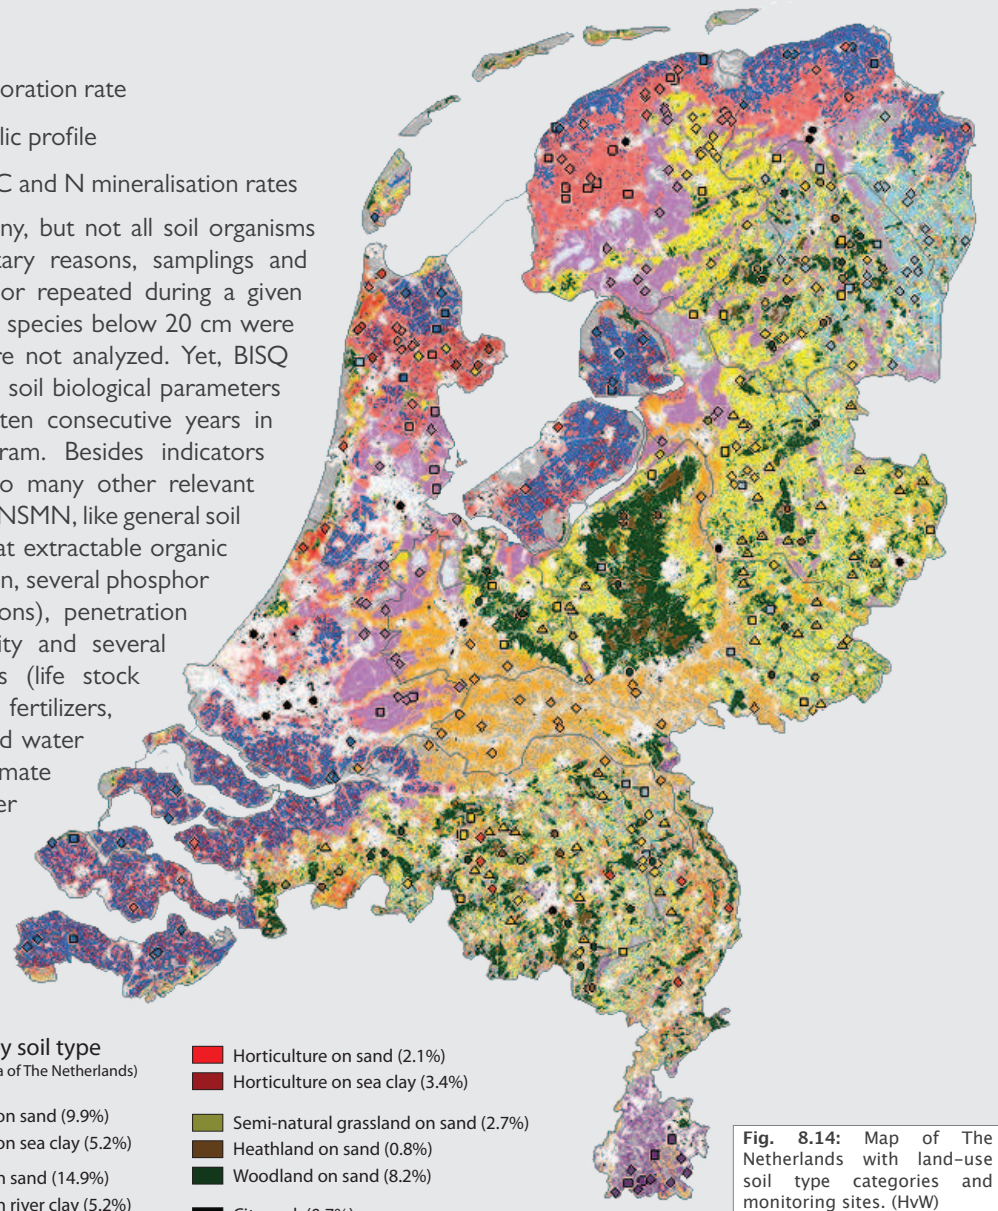 oration rate
lic profile
C and N mineralisation rates
ny, but not all soil organisms
tary reasons, samplings and
or repeated during a given
species below 20 cm were
re not analyzed. Yet, BISQ
soil biological parameters
ten consecutive years in
ram. Besides indicators
o many other relevant
NSMN, like general soil
at extractable organic
n, several phosphor
ons), penetration
ity and several
s (life stock
fertilizers,
d water
mate
er
y soil type
a of The Netherlands)
on sand (9.9%)
on sea clay (5.2%)
n sand (14.9%)
n river clay (5.2%)
Horticulture on sand (2.1%)
Horticulture on sea clay (3.4%)
Semi-natural grassland on sand (2.7%)
Heathland on sand (0.8%)
Woodland on sand (8.2%)
Fig. 8.14: Map of The
Netherlands with land-use
soil type categories and
monitoring sites. (HvW)